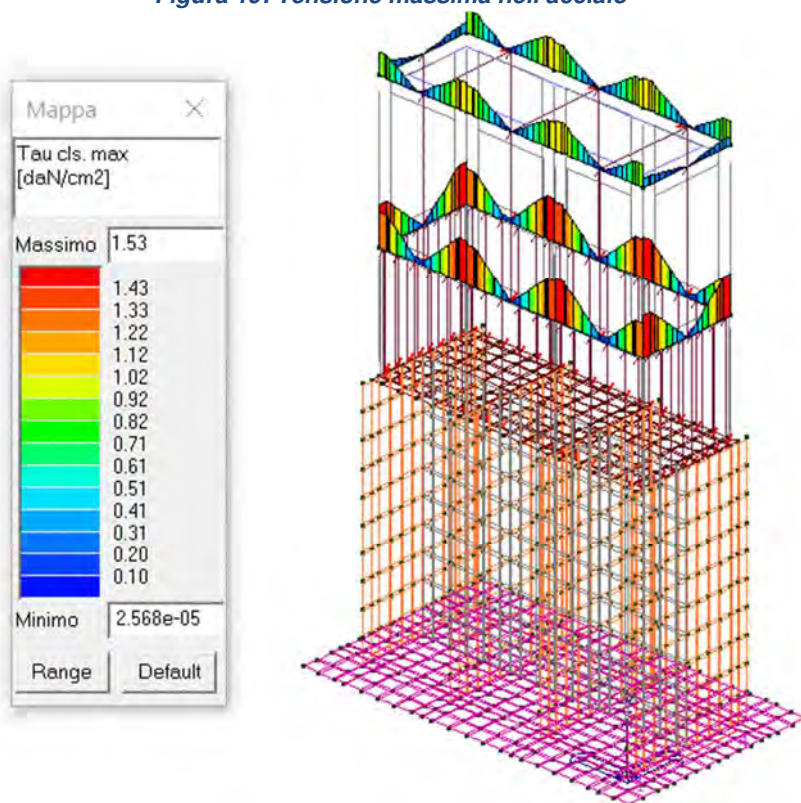 Mappa
Tau cls. max
[daN/cm2]
Massimo 1.53
1.43
1.33
1.22
1.12
1.02
0.92
0.82
0.71
0.61
0.51
0.41
0.31
0.20
0.10
Minimo 2.568e-05
Range Default